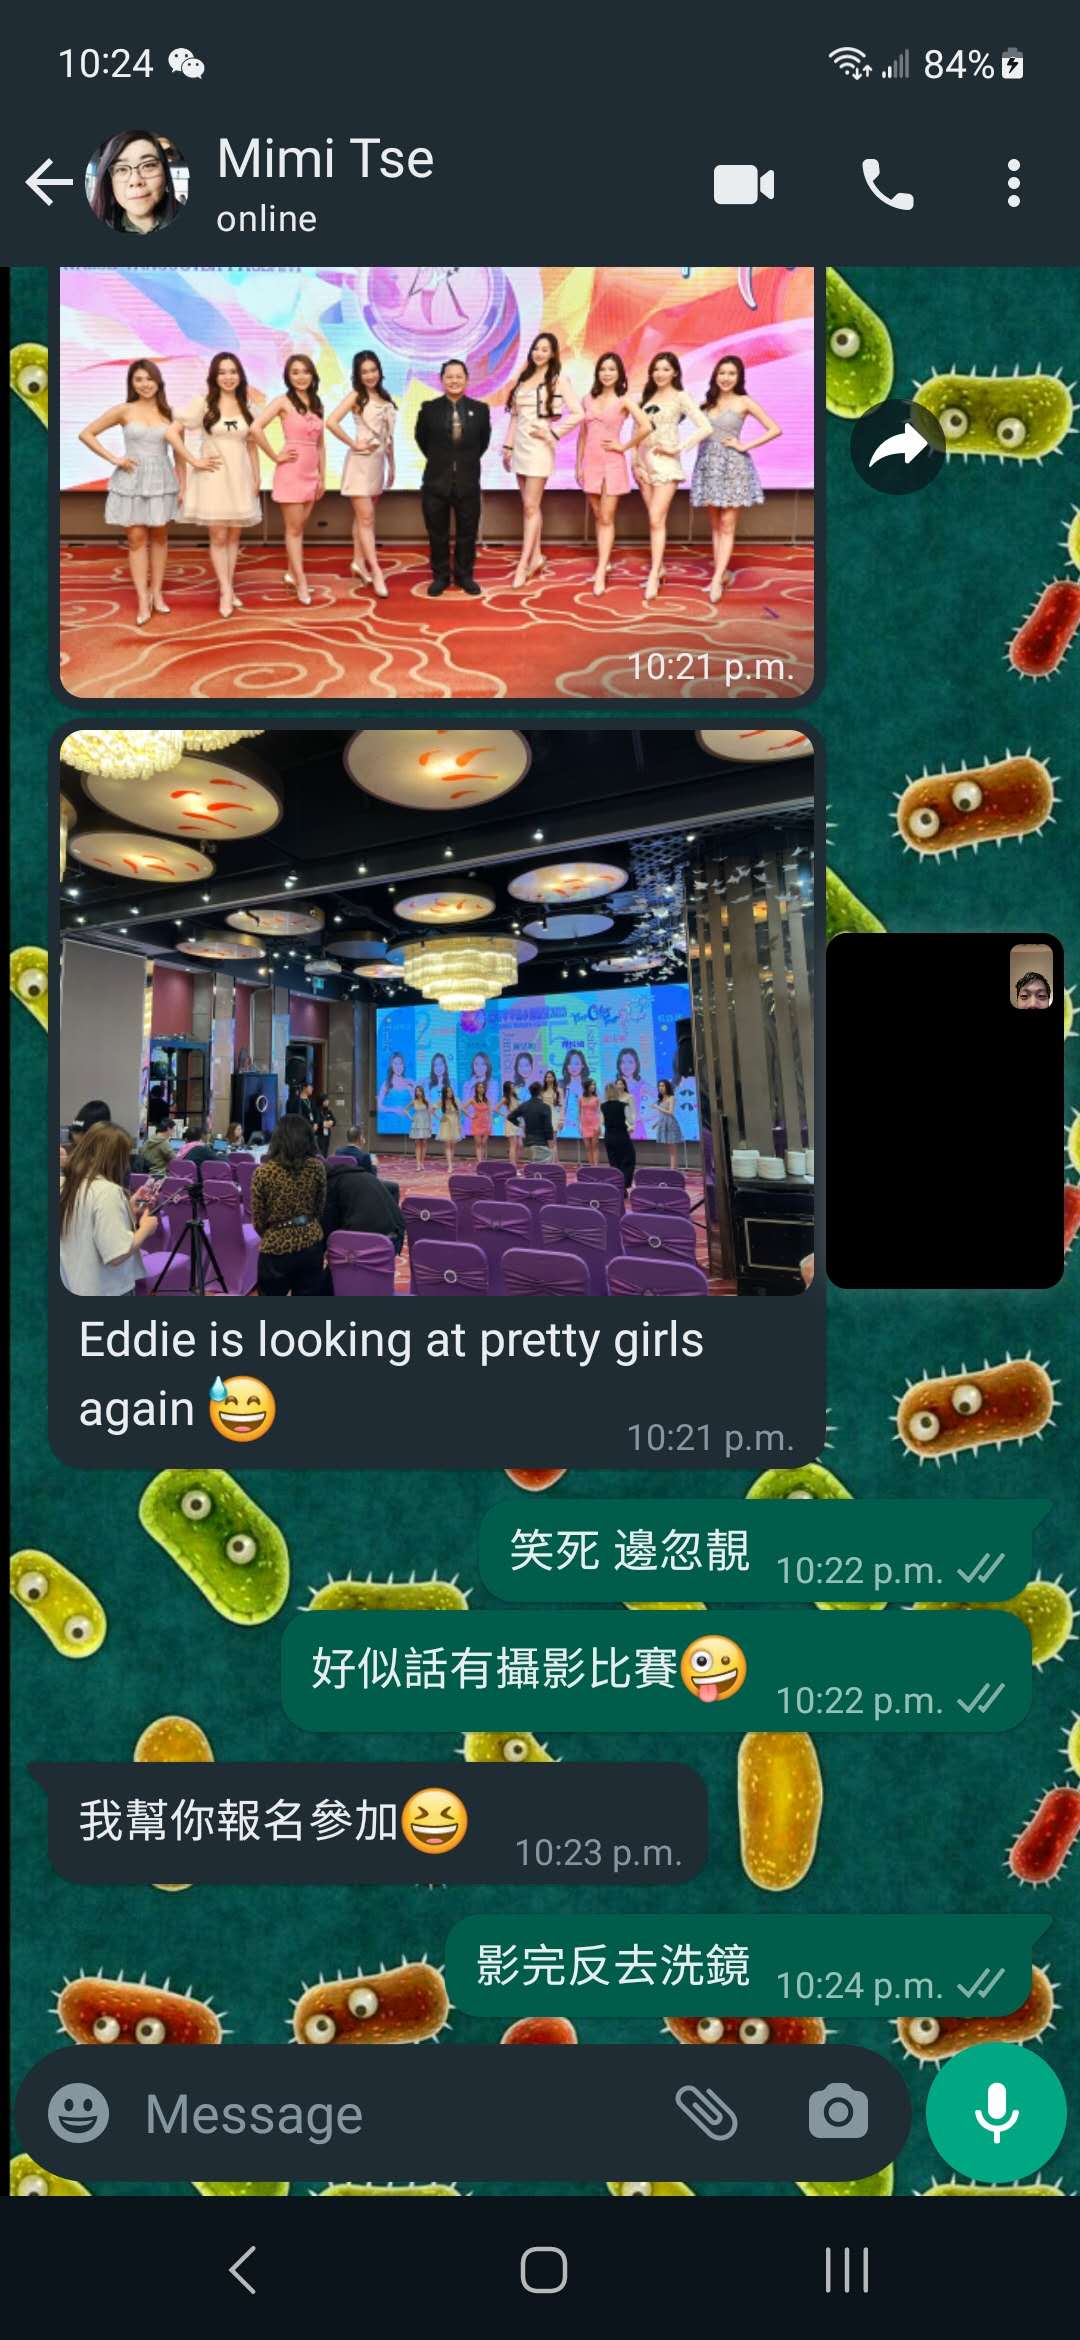 10:24
84%
Mimi Tse
online
10:21 p.m.
Eddie is looking at pretty girls
again 😅
10:21 p.m.
笑死 邊忽靚
10:22 p.m.
好似話有攝影比賽🤪
10:22 p.m.
我幫你報名參加😆
10:23 p.m.
影完反去洗鏡
10:24 p.m.
Message